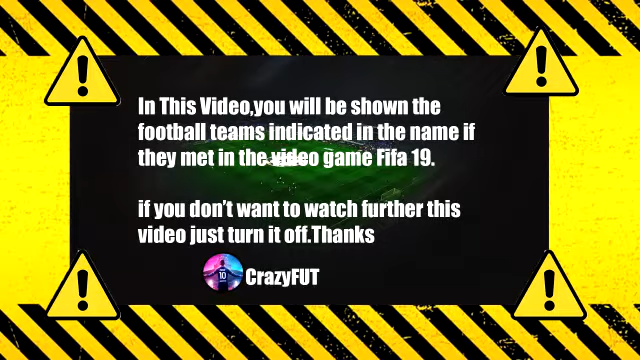 In This Video,you will be shown the
football teams indicated in the name if
they met in the video game Fifa 19.
if you don't want to watch further this
video just turn it off.Thanks
10
CrazyFUT